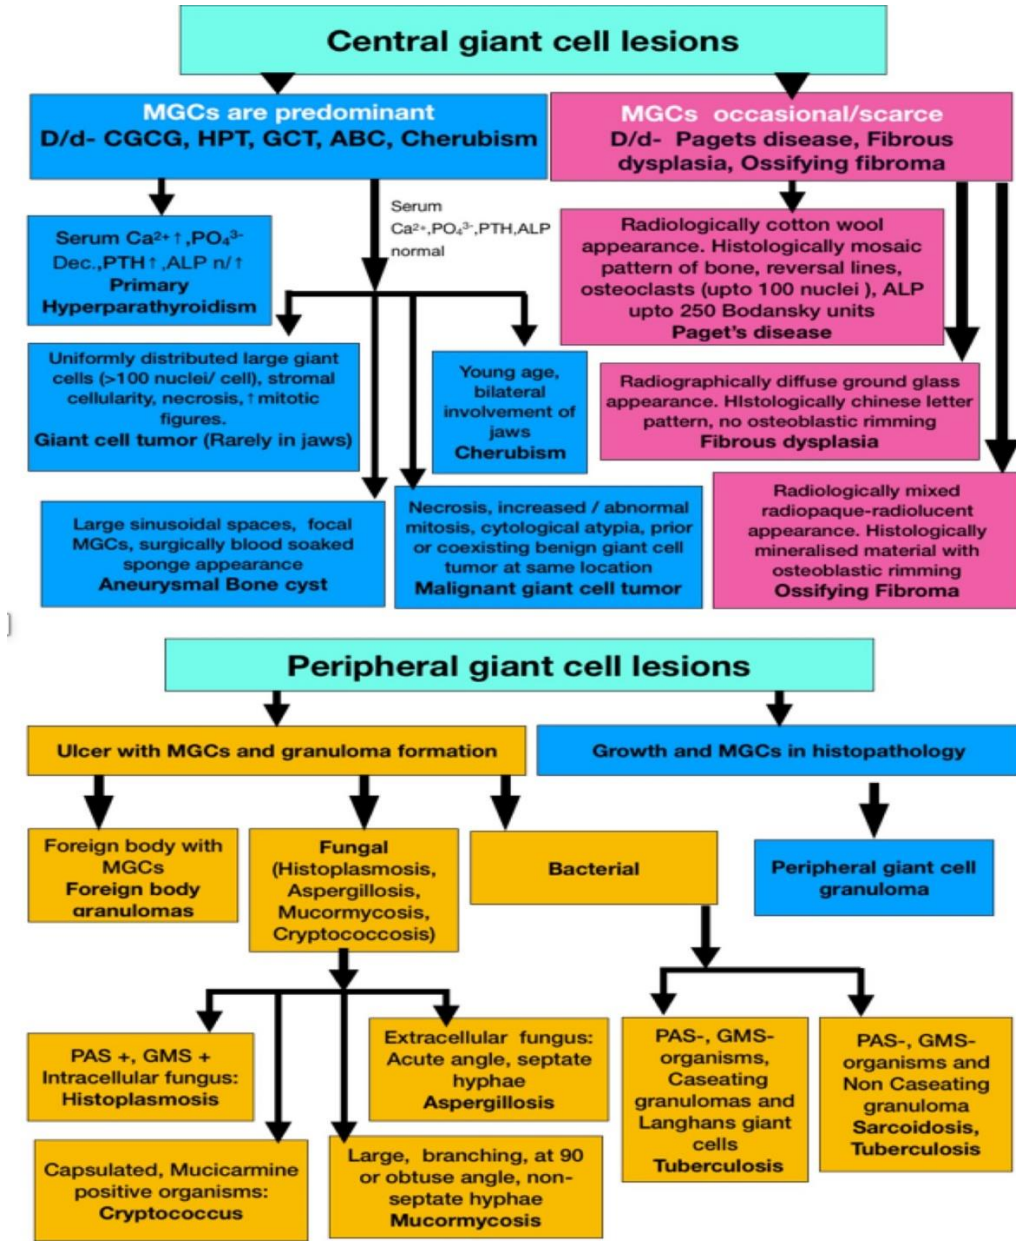 Central giant cell lesions
MGCs are predominant
D/d- CGCG, HPT, GCT, ABC, Cherubism
MGCs occasional/scarce
D/d- Pagets disease, Fibrous
dysplasia, Ossifying fibroma
Serum Ca²⁺↑,PO₄³⁻
Dec.,PTH↑,ALP n/↑
Primary
Hyperparathyroidism
Serum
Ca²⁺,PO₄³⁻,PTH,ALP
normal
Radiologically cotton wool
appearance. Histologically mosaic
pattern of bone, reversal lines,
osteoclasts (upto 100 nuclei ), ALP
upto 250 Bodansky units
Paget's disease
Uniformly distributed large giant
cells (>100 nuclei/ cell), stromal
cellularity, necrosis,↑mitotic
figures.
Giant cell tumor (Rarely in jaws)
Young age,
bilateral
involvement of
jaws
Cherubism
Radiographically diffuse ground glass
appearance. HIstologically chinese letter
pattern, no osteoblastic rimming
Fibrous dysplasia
Large sinusoidal spaces, focal
MGCs, surgically blood soaked
sponge appearance
Aneurysmal Bone cyst
Necrosis, increased / abnormal
mitosis, cytological atypia, prior
or coexisting benign giant cell
tumor at same location
Malignant giant cell tumor
Radiologically mixed
radiopaque-radiolucent
appearance. Histologically
mineralised material with
osteoblastic rimming
Ossifying Fibroma
Peripheral giant cell lesions
Ulcer with MGCs and granuloma formation
Growth and MGCs in histopathology
Foreign body with
MGCs
Foreign body
granulomas
Fungal
(Histoplasmosis,
Aspergillosis,
Mucormycosis,
Cryptococcosis)
Bacterial
Peripheral giant cell
granuloma
PAS +, GMS +
Intracellular fungus:
Histoplasmosis
Extracellular fungus:
Acute angle, septate
hyphae
Aspergillosis
PAS-, GMS-
organisms,
Caseating
granulomas and
Langhans giant
cells
Tuberculosis
PAS-, GMS-
organisms and
Non Caseating
granuloma
Sarcoidosis,
Tuberculosis
Capsulated, Mucicarmine
positive organisms:
Cryptococcus
Large, branching, at 90
or obtuse angle, non-
septate hyphae
Mucormycosis